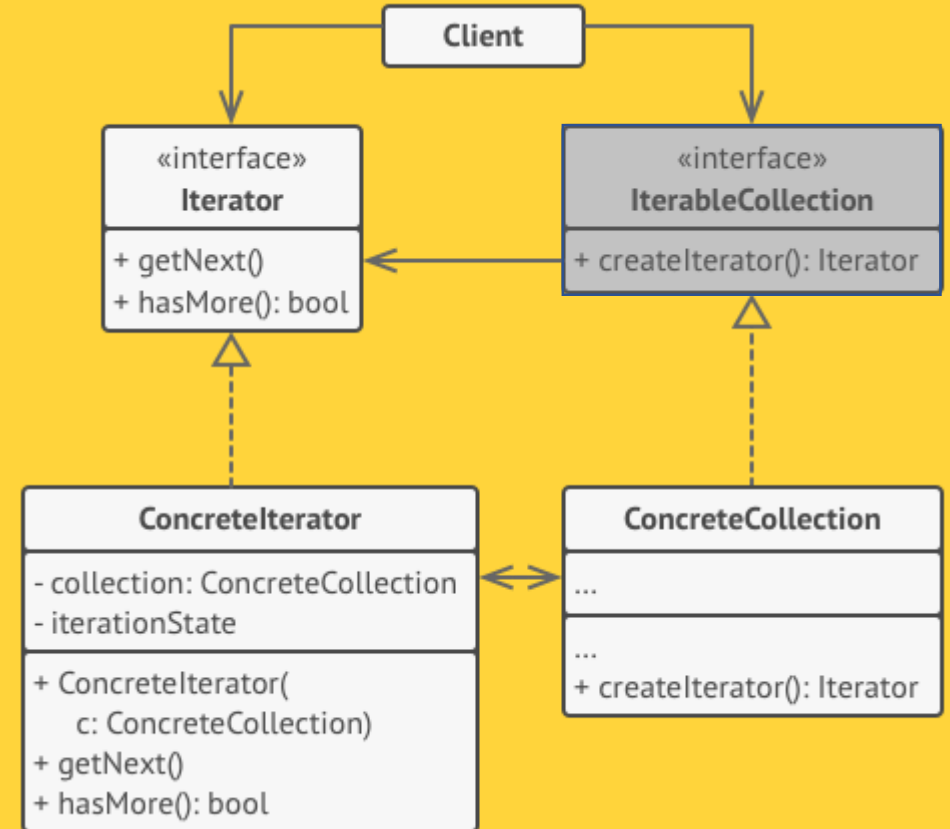 Client
«interface»
Iterator
+ getNext()
+ hasMore(): bool
«interface»
IterableCollection
+ createIterator(): Iterator
ConcreteIterator
- collection: ConcreteCollection
- iterationState
+ ConcreteIterator(
c: ConcreteCollection)
+ getNext()
+ hasMore(): bool
ConcreteCollection
...
...
+ createIterator(): Iterator